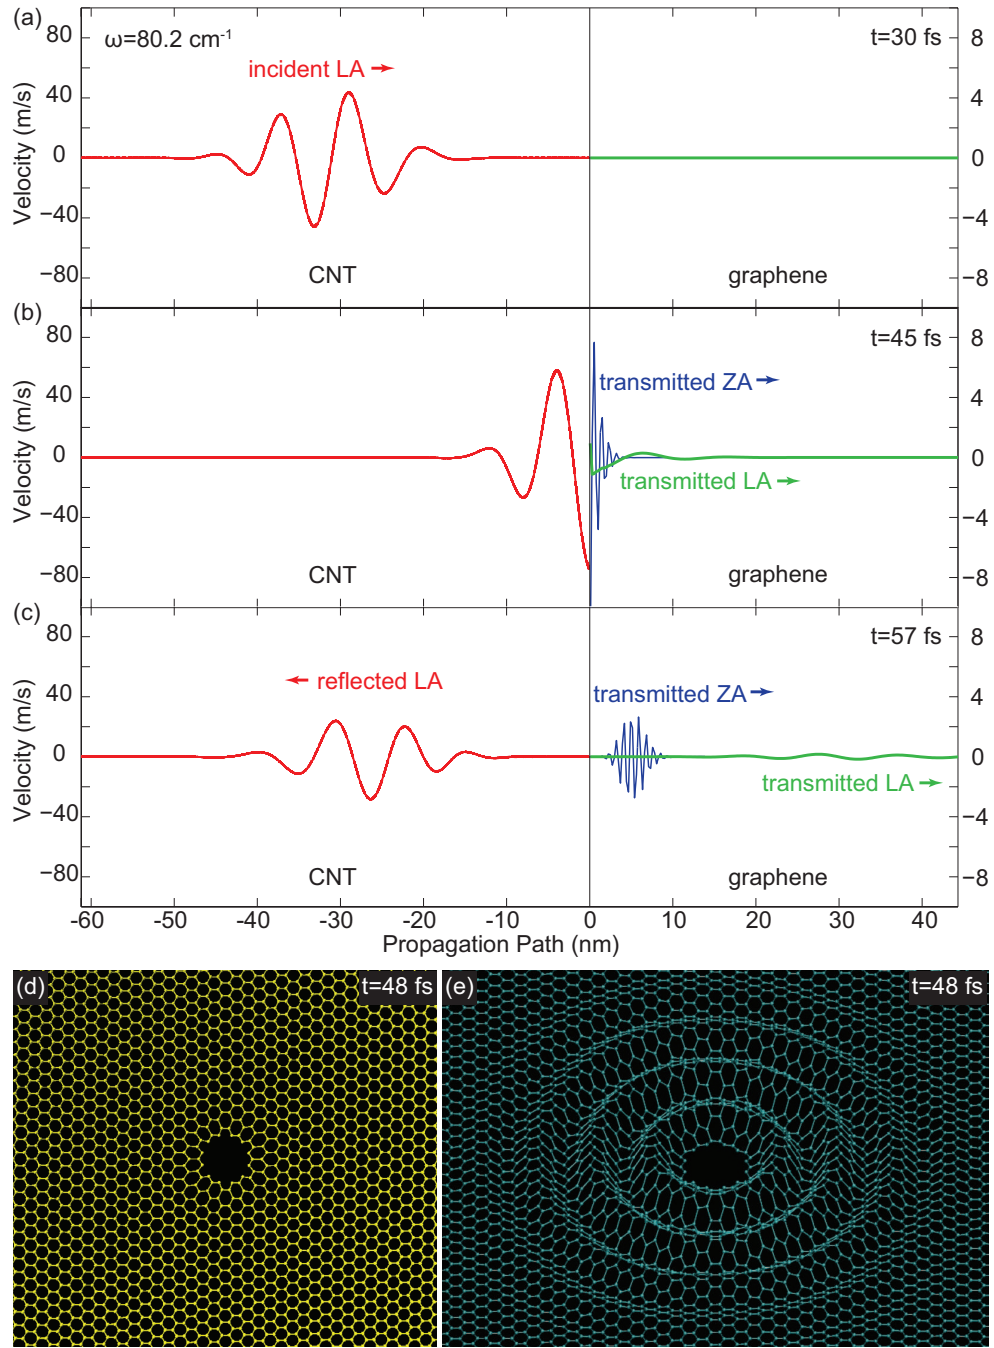 (a)
80
40
0
−40
−80
Velocity (m/s)
ω=80.2 cm-1
incident LA
CNT
t=30 fs
graphene
8
4
0
−4
−8
(b)
80
40
0
−40
−80
Velocity (m/s)
t=45 fs
transmitted ZA
transmitted LA
CNT
graphene
8
4
0
−4
−8
(c)
80
40
0
−40
−80
Velocity (m/s)
t=57 fs
reflected LA
transmitted ZA
transmitted LA
CNT
graphene
8
4
0
−4
−8
-60 -50 -40 -30 -20 -10 0 10 20 30 40
Propagation Path (nm)
(d) t=48 fs
(e) t=48 fs